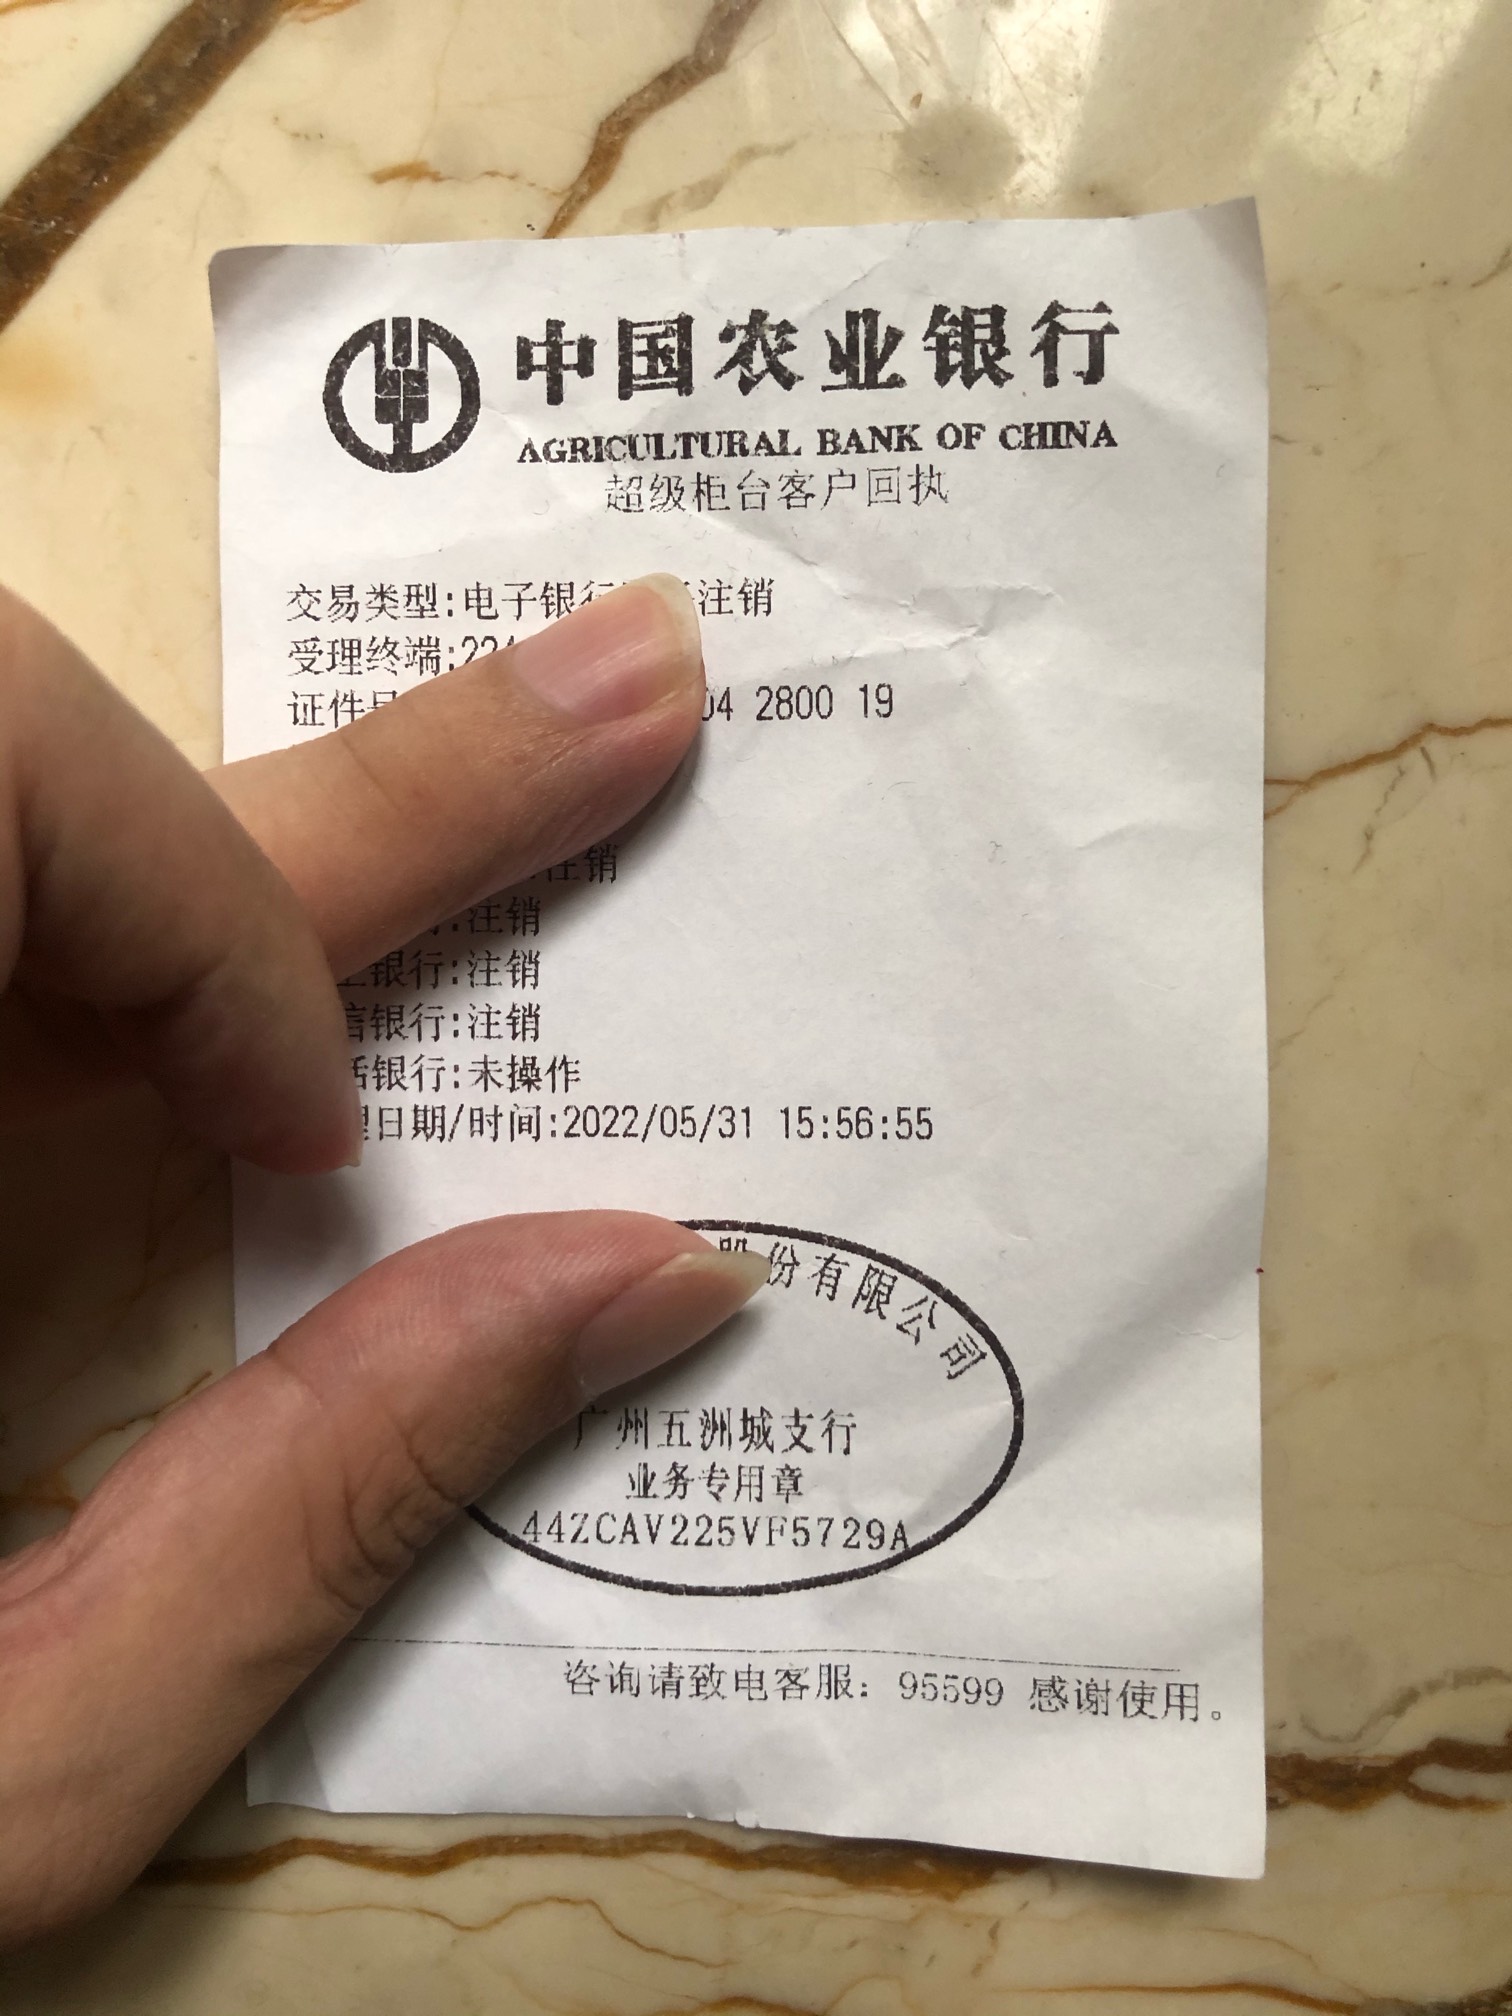 中国农业银行
AGRICULTURAL BANK OF CHINA
超级柜台客户回执
交易类型:电子银行 注销
受理终端:22
证件 04 2800 19
注销
:注销
银行:注销
信银行:注销
银行:未操作
日期/时间:2022/05/31 15:56:55
股份有限公司
广州五洲城支行
业务专用章
44ZCAV225VF5729A
咨询请致电客服：95599 感谢使用。